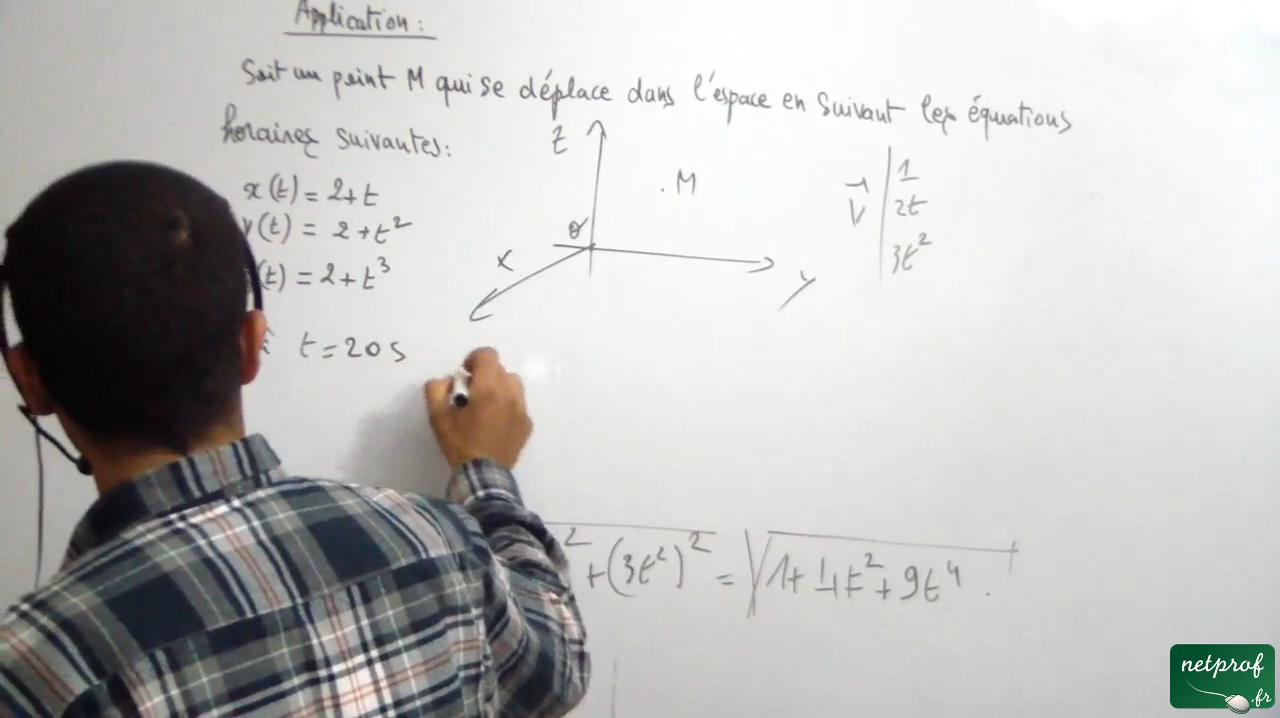 Application :
Soit un point M qui se déplace dans l'espace en suivant les équations
horaires suivantes :
x(t) = 2+t
y(t) = 2+t²
(t) = 2+t³
t = 20 s
Z
.M
O
X
y
V⃗
1
2t
3t²
² + (3t²)² = √1+4t²+9t⁴ .
netprof
.fr